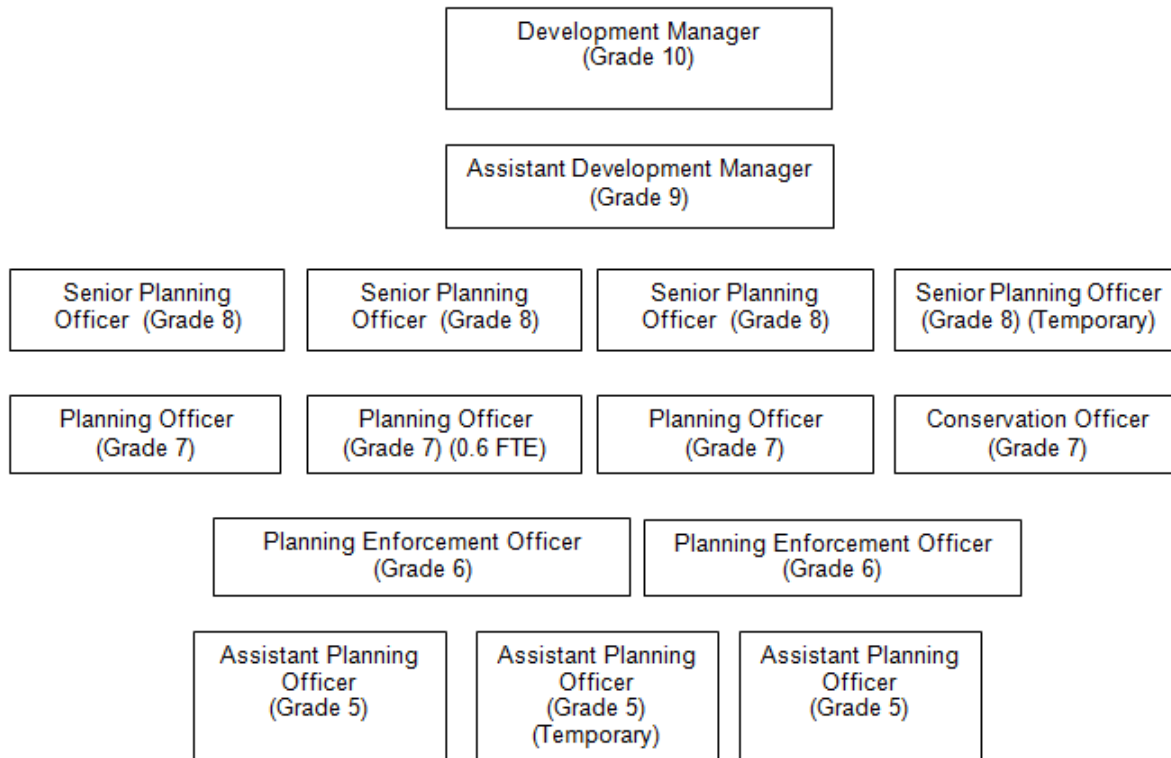 Development Manager
(Grade 10)
Assistant Development Manager
(Grade 9)
Senior Planning
Officer  (Grade 8)
Senior Planning
Officer  (Grade 8)
Senior Planning
Officer  (Grade 8)
Senior Planning Officer
(Grade 8) (Temporary)
Planning Officer
(Grade 7)
Planning Officer
(Grade 7) (0.6 FTE)
Planning Officer
(Grade 7)
Conservation Officer
(Grade 7)
Planning Enforcement Officer
(Grade 6)
Planning Enforcement Officer
(Grade 6)
Assistant Planning
Officer
(Grade 5)
Assistant Planning
Officer
(Grade 5)
(Temporary)
Assistant Planning
Officer
(Grade 5)